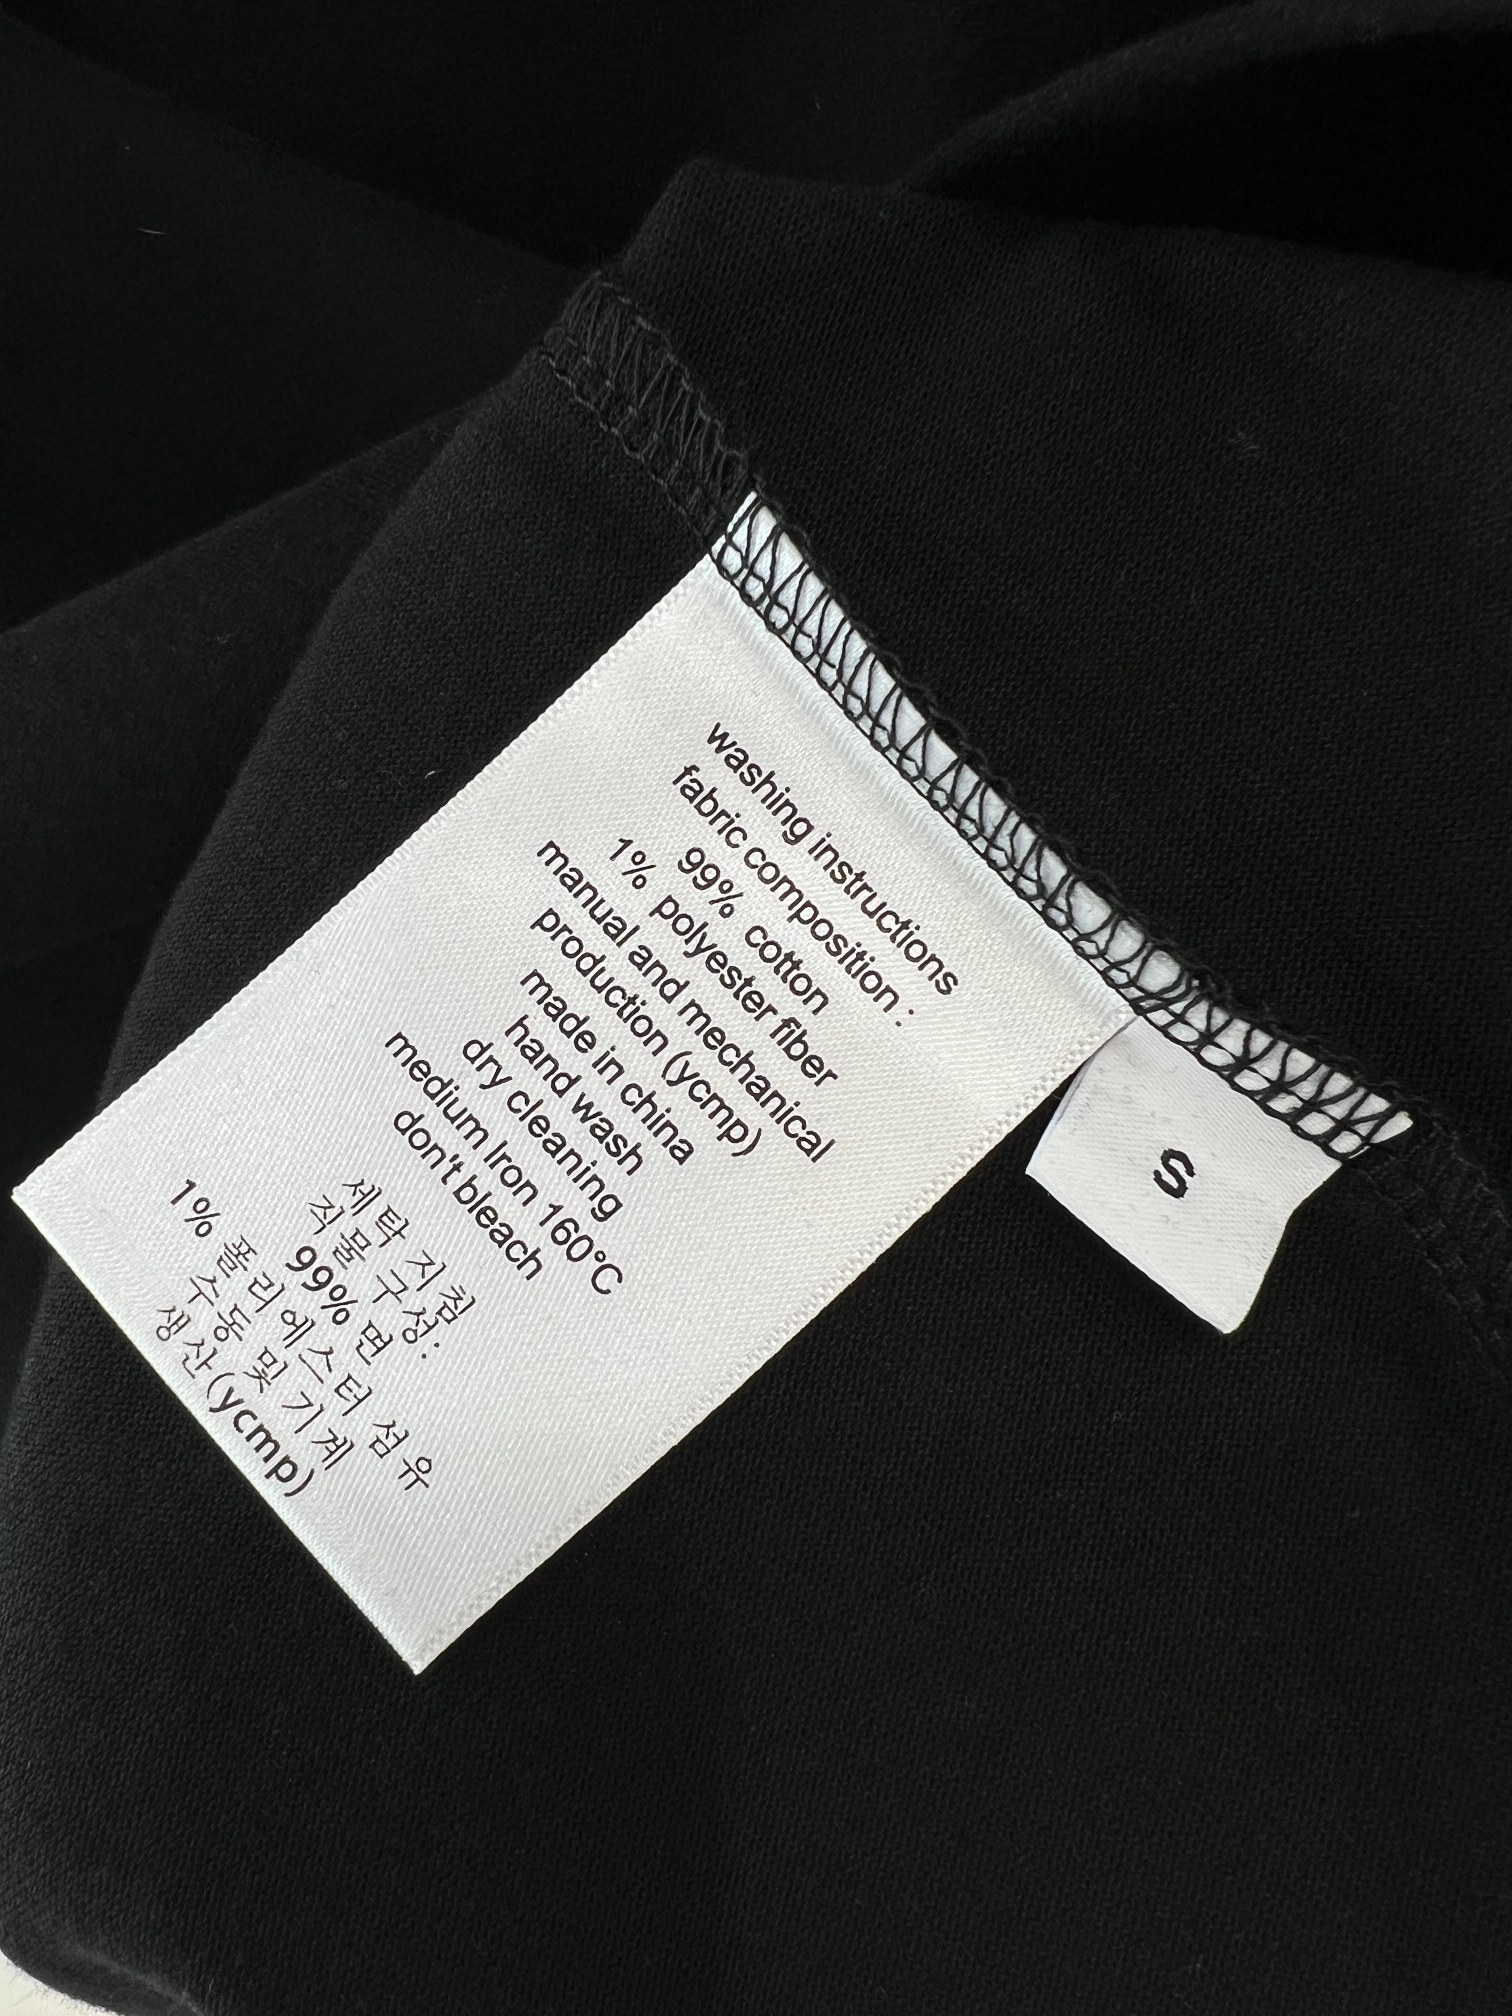 washing instructions
fabric composition :
99% cotton
1% polyester fiber
manual and mechanical
production (ycmp)
made in china
hand wash
dry cleaning
medium Iron 160°C
don't bleach
세탁 지침
직물 구성:
99% 면
1% 폴리에스터 섬유
수동 및 기계
생산(ycmp)
S